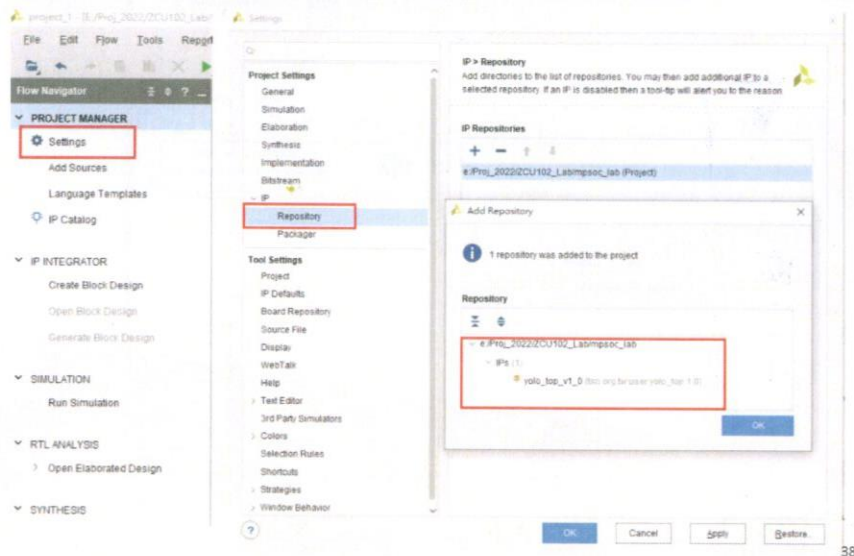 project_1 - [E:/Proj_2022/ZCU102_Lab/
File Edit Flow Tools Report
Flow Navigator
PROJECT MANAGER
Settings
Add Sources
Language Templates
IP Catalog
IP INTEGRATOR
Create Block Design
Open Block Design
Generate Block Design
SIMULATION
Run Simulation
RTL ANALYSIS
Open Elaborated Design
SYNTHESIS
Settings
Project Settings
General
Simulation
Elaboration
Synthesis
Implementation
Bitstream
IP
Repository
Packager
Tool Settings
Project
IP Defaults
Board Repository
Source File
Display
WebTalk
Help
Text Editor
3rd Party Simulators
Colors
Selection Rules
Shortcuts
Strategies
Window Behavior
IP > Repository
Add directories to the list of repositories. You may then add additional IP to a
selected repository. If an IP is disabled then a tool-tip will alert you to the reason
IP Repositories
e:/Proj_2022/ZCU102_Lab/mpsoc_lab (Project)
Add Repository
1 repository was added to the project
Repository
e:/Proj_2022/ZCU102_Lab/mpsoc_lab
IPs (1)
yolo_top_v1_0
OK
OK Cancel Apply Restore...
38